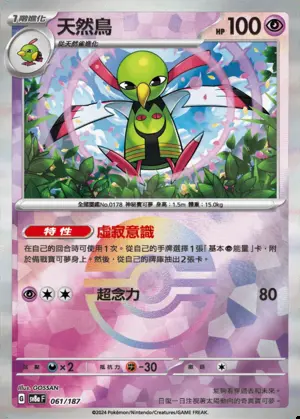 1階進化
天然鳥
HP 100
從天然雀進化
全國圖鑑No.0178 神秘寶可夢 身高:1.5m 體重:15.0kg
特性 虛寂意識
在自己的回合時可使用1次。從自己的手牌選擇1張「基本 能量」卡,附
於備戰寶可夢身上。然後,從自己的牌庫抽出2張卡。
超念力 80
弱點 ×2 抵抗力 -30 撤退
Illus. GOSSAN
G SV8a F 061/187
©2024 Pokémon/Nintendo/Creatures/GAME FREAK.